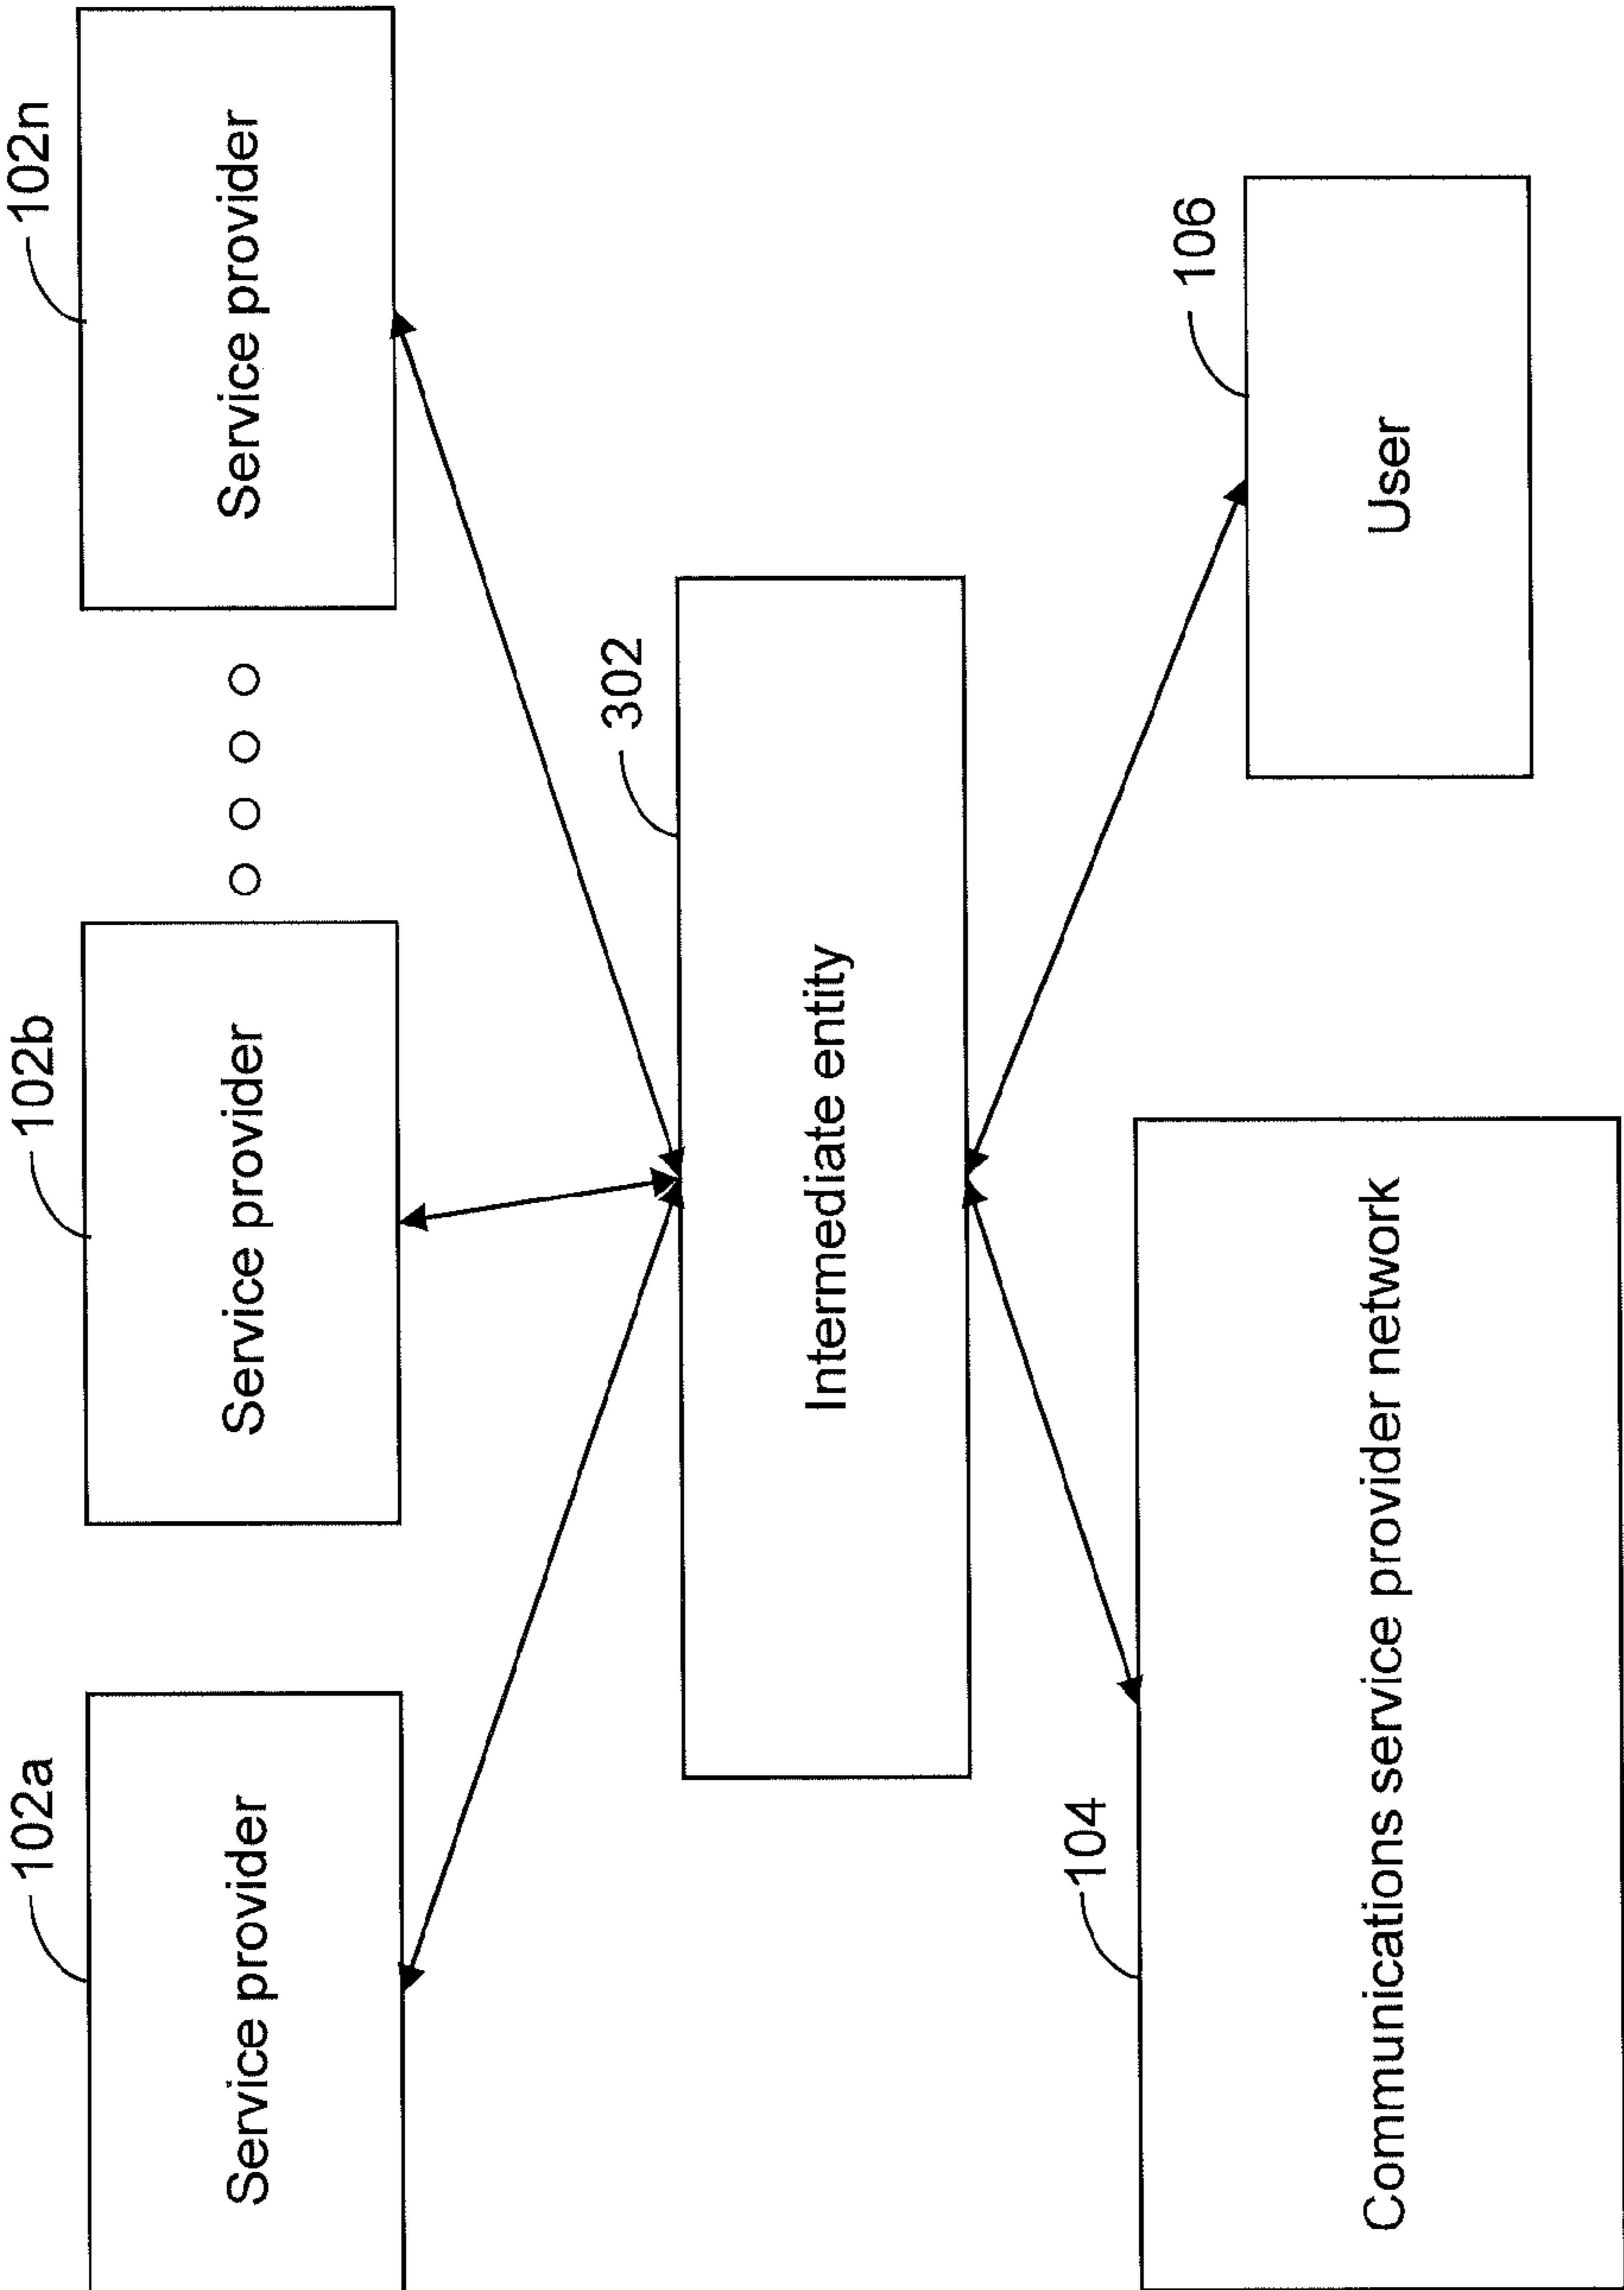 102a
102b
102n
Service provider
Service provider
Service provider
302
Intermediate entity
104
106
Communications service provider network
User